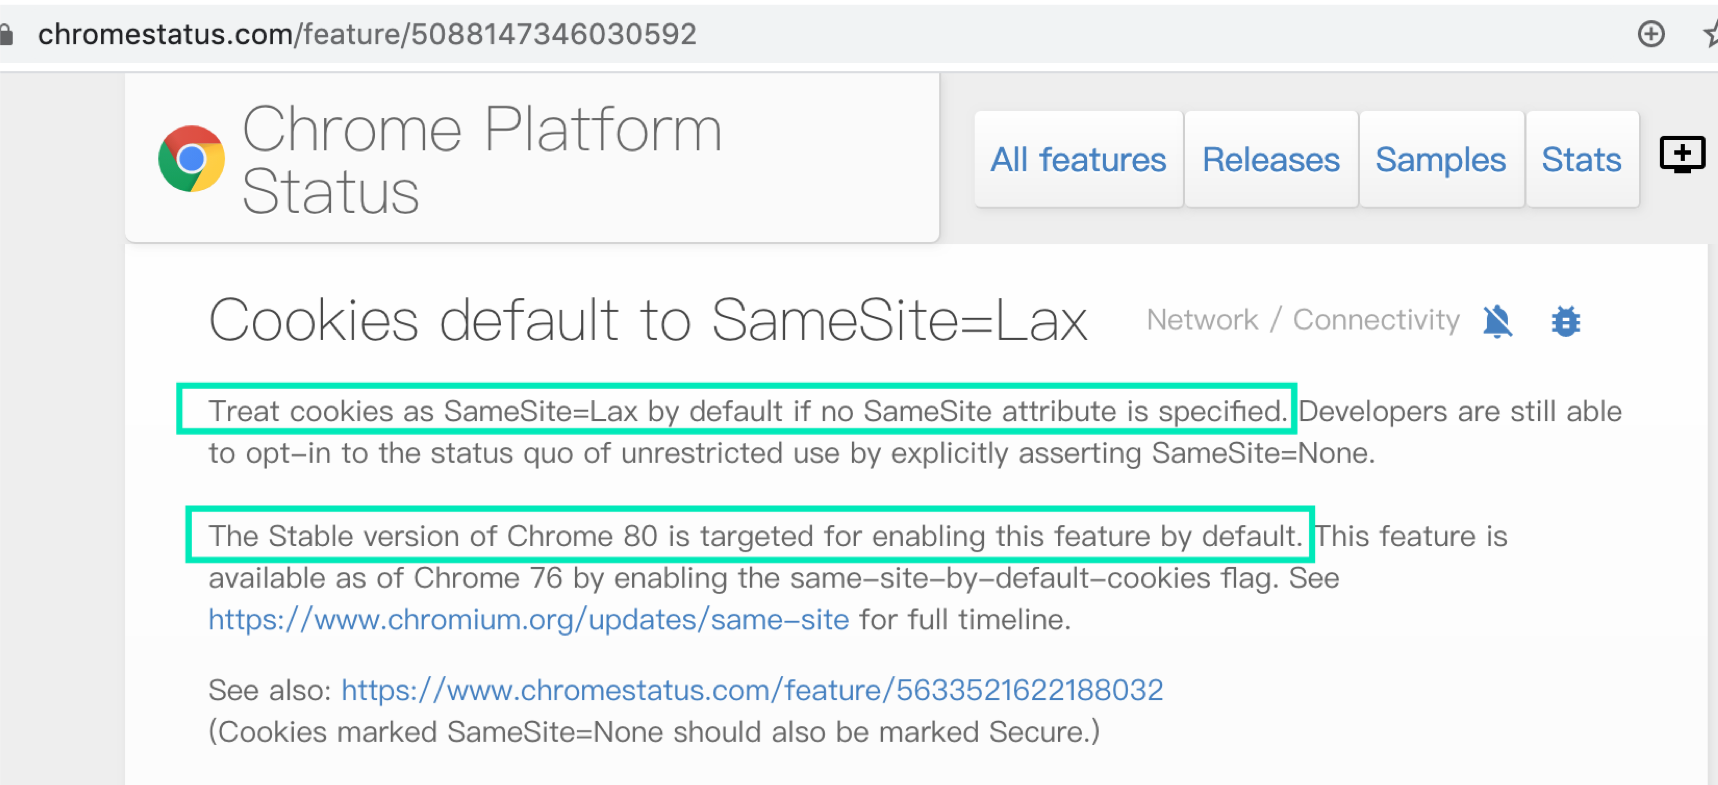 chromestatus.com/feature/5088147346030592
Chrome Platform
Status
All features
Releases
Samples
Stats
Cookies default to SameSite=Lax
Network / Connectivity
Treat cookies as SameSite=Lax by default if no SameSite attribute is specified. Developers are still able
to opt-in to the status quo of unrestricted use by explicitly asserting SameSite=None.
The Stable version of Chrome 80 is targeted for enabling this feature by default. This feature is
available as of Chrome 76 by enabling the same-site-by-default-cookies flag. See
https://www.chromium.org/updates/same-site for full timeline.
See also: https://www.chromestatus.com/feature/5633521622188032
(Cookies marked SameSite=None should also be marked Secure.)